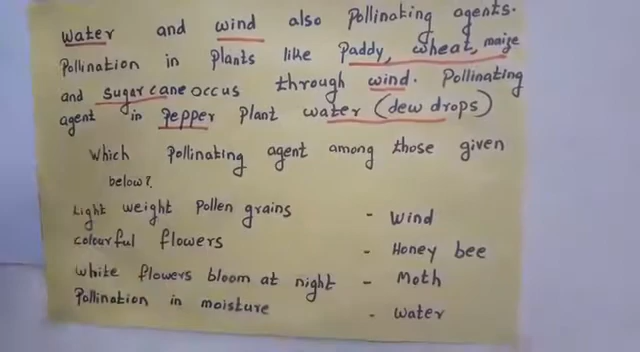 Water and wind also pollinating agents.
Pollination in plants like Paddy, wheat, maize
and sugarcane occus through wind. Pollinating
agent in pepper plant water (dew drops)
Which pollinating agent among those given
below?
Light weight pollen grains - Wind
colourful flowers - Honey bee
white flowers bloom at night - Moth
Pollination in moisture - water